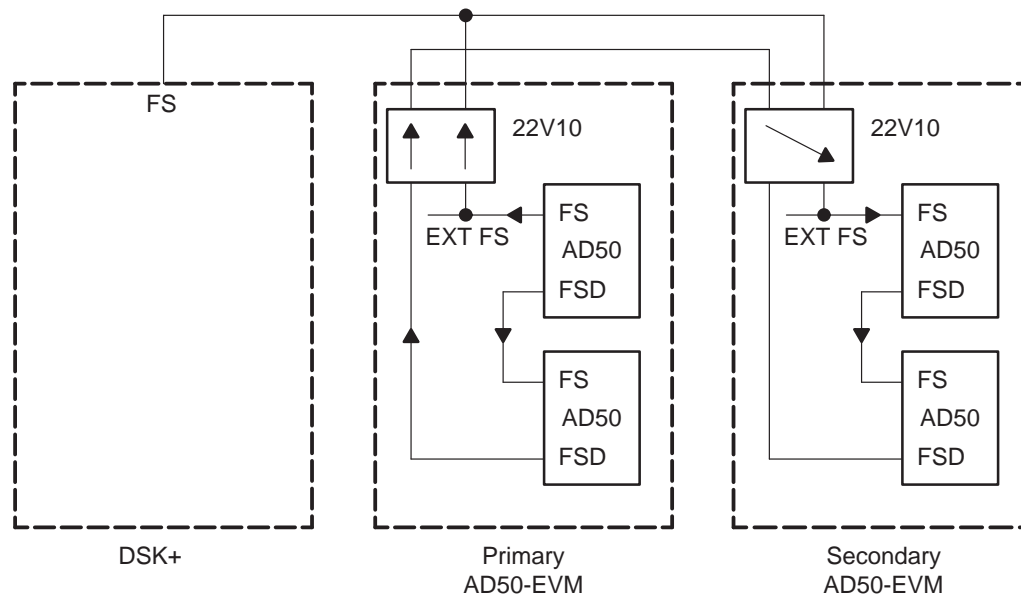 FS
22V10
22V10
FS
EXT FS
AD50
FSD
FS
AD50
FSD
FS
EXT FS
AD50
FSD
FS
AD50
FSD
DSK+
Primary
AD50-EVM
Secondary
AD50-EVM